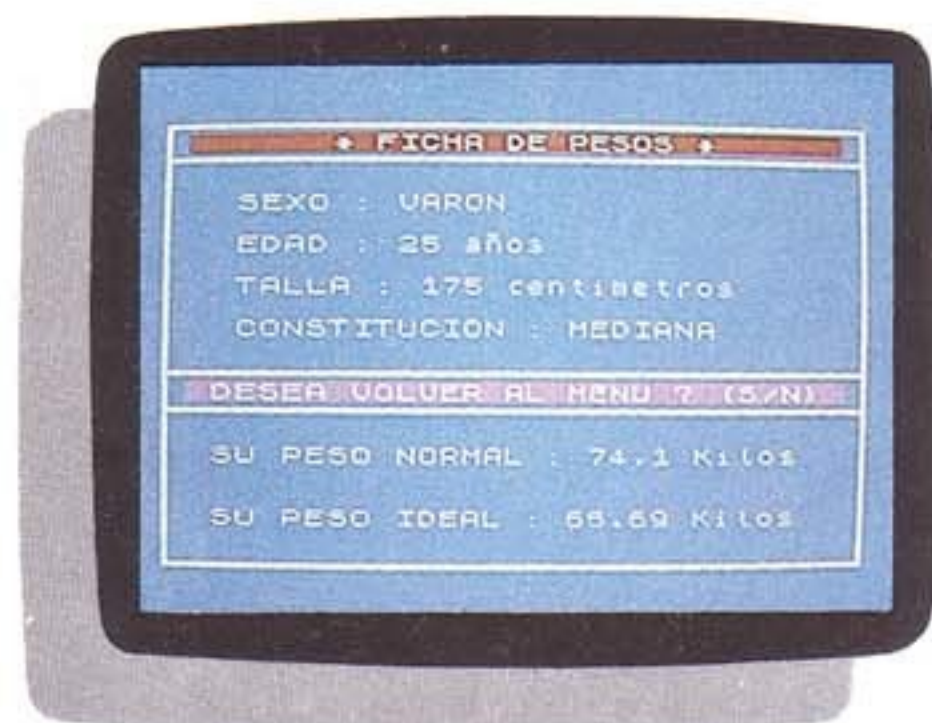 * FICHA DE PESOS *
SEXO : VARON
EDAD : 25 años
TALLA : 175 centimetros
CONSTITUCION : MEDIANA
DESEA VOLVER AL MENU ? (S/N)
SU PESO NORMAL : 74.1 Kilos
SU PESO IDEAL : 66.69 Kilos